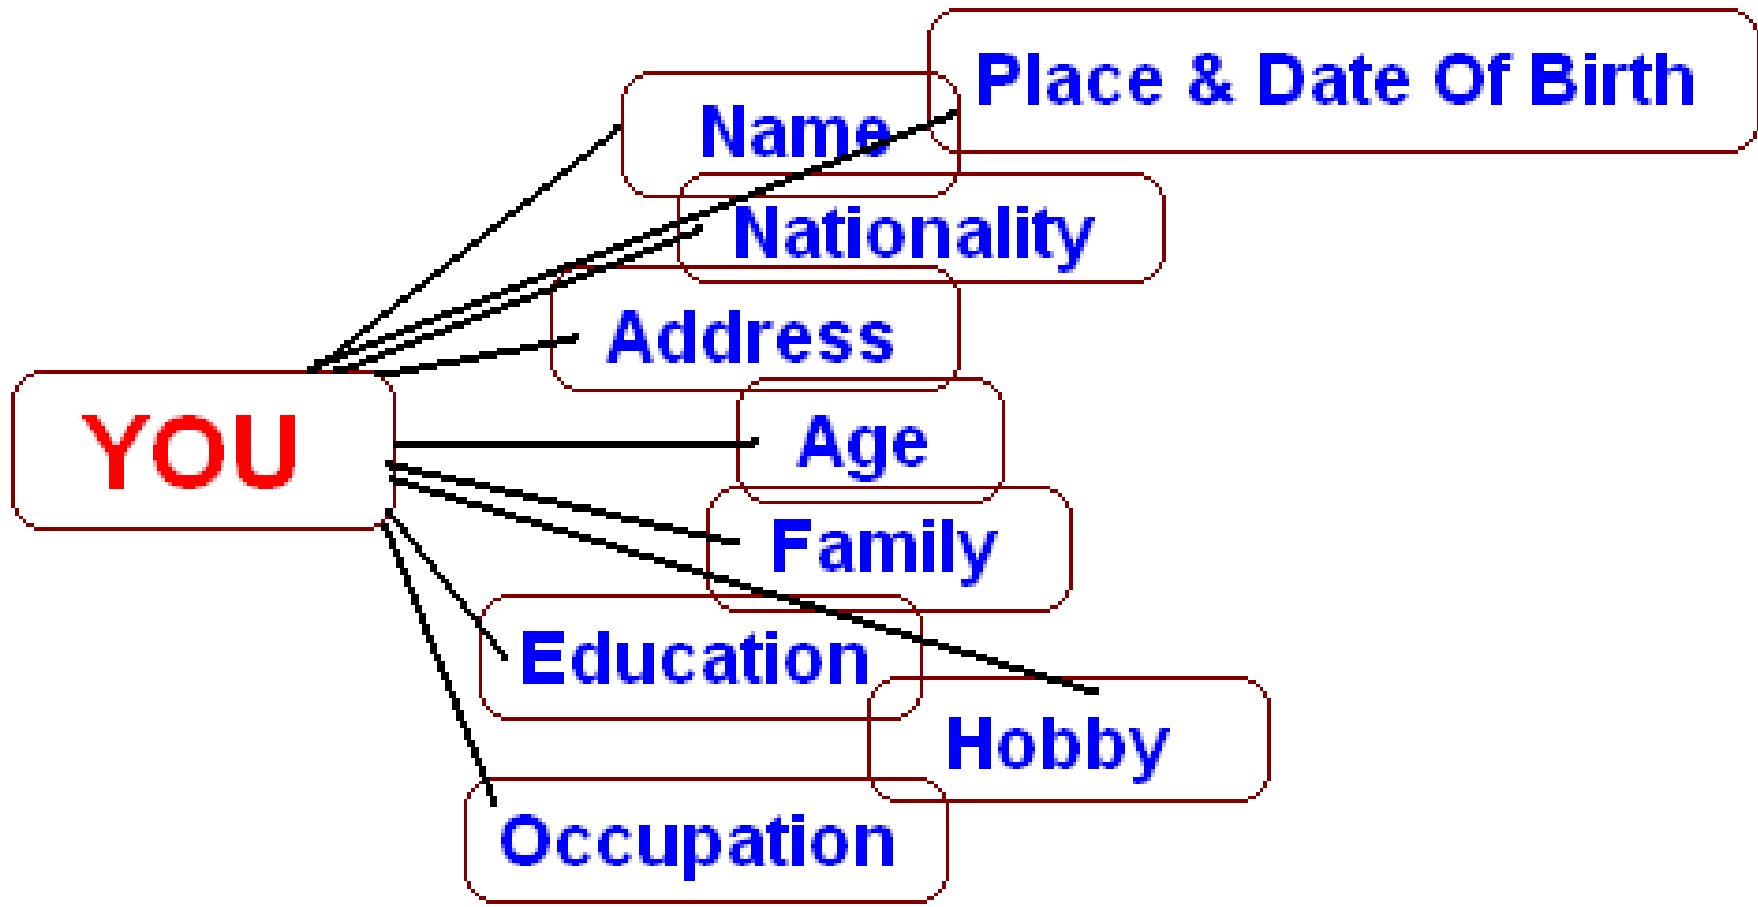 Place & Date Of Birth
Name
Nationality
Address
YOU
Age
Family
Education
Hobby
Occupation